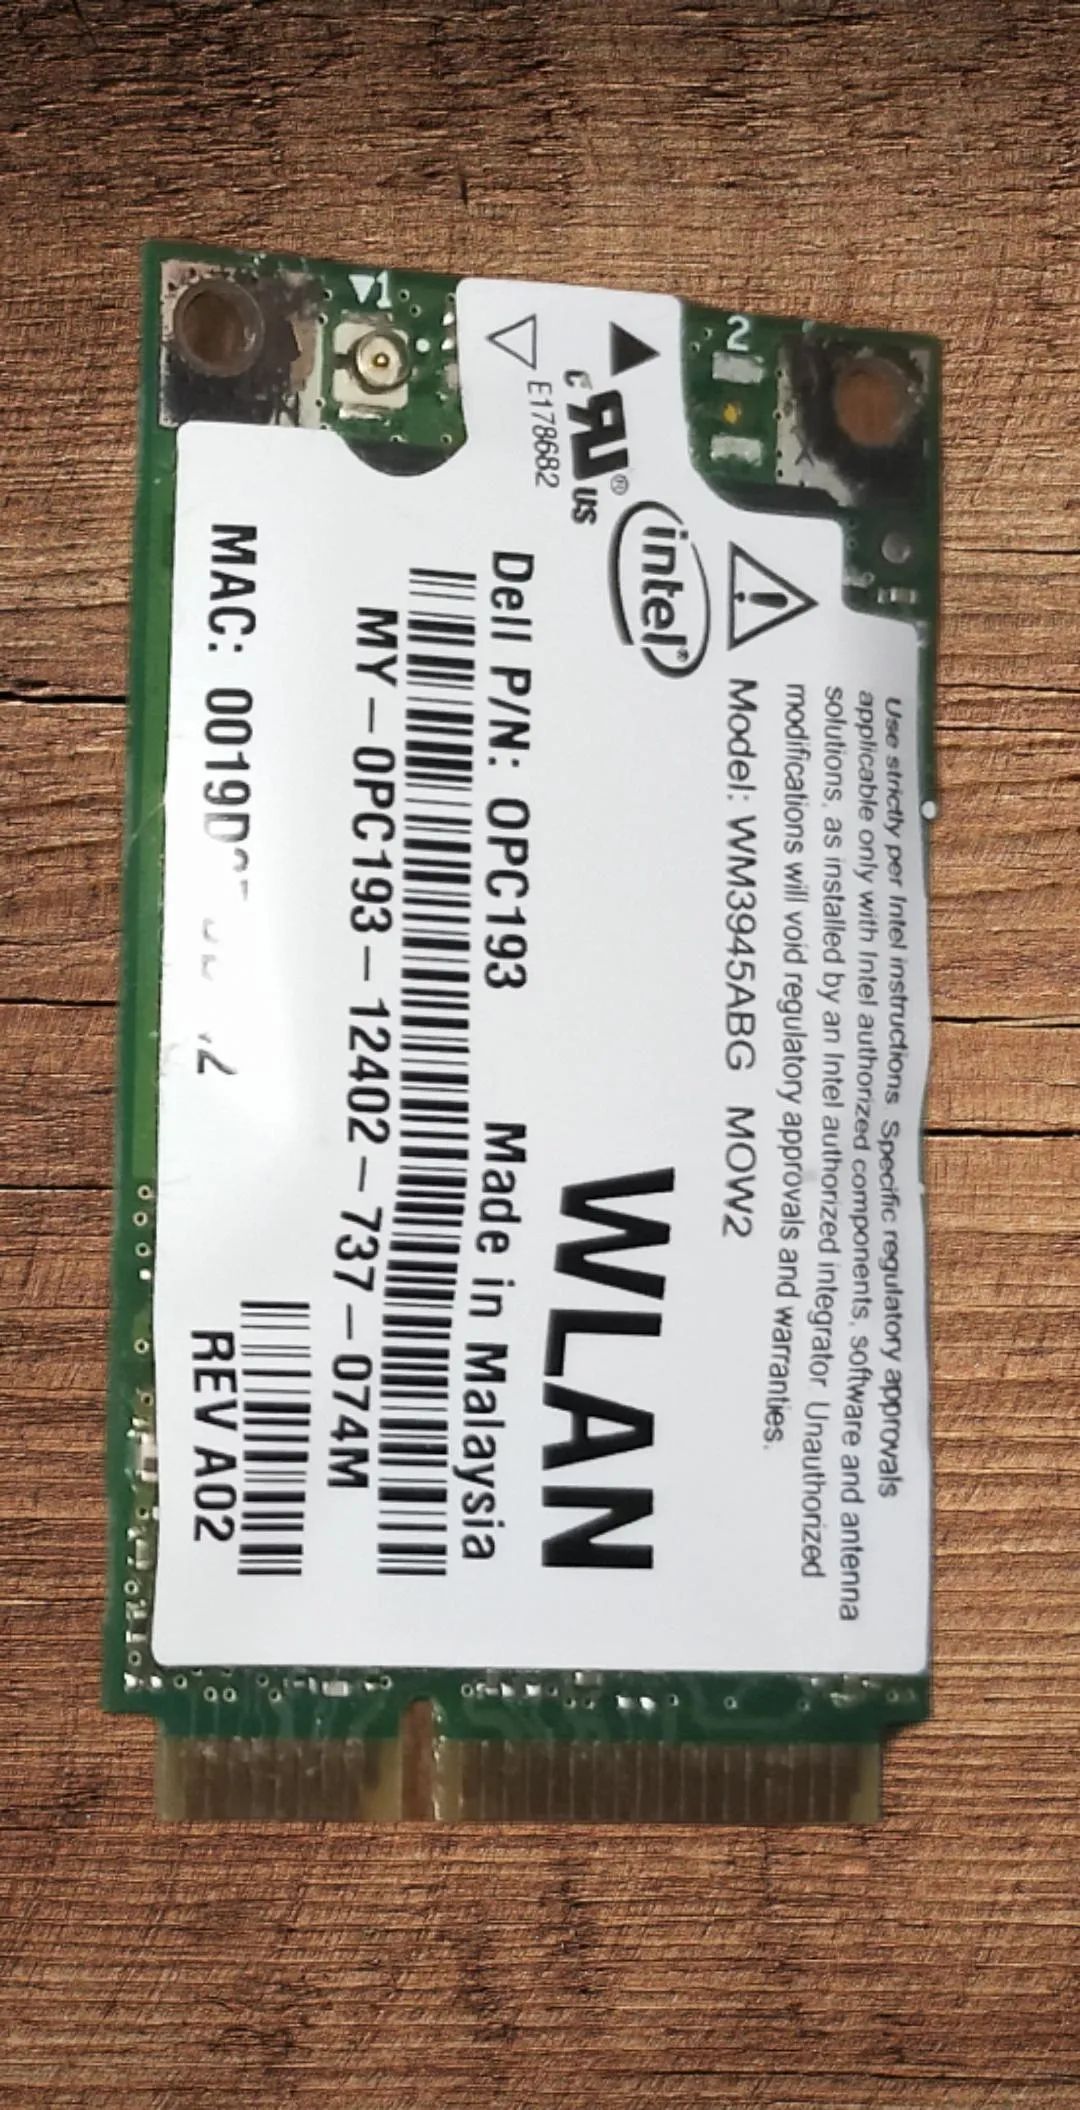 1
2
E178682
c UR ® US
intel®
Use strictly per Intel instructions. Specific regulatory approvals
applicable only with Intel authorized components, software and antenna
solutions, as installed by an Intel authorized integrator. Unauthorized
modifications will void regulatory approvals and warranties.
Model: WM3945ABG MOW2
WLAN
Dell P/N: 0PC193 Made in Malaysia
MY-0PC193-12402-737-074M
MAC: 0019D
REV A02